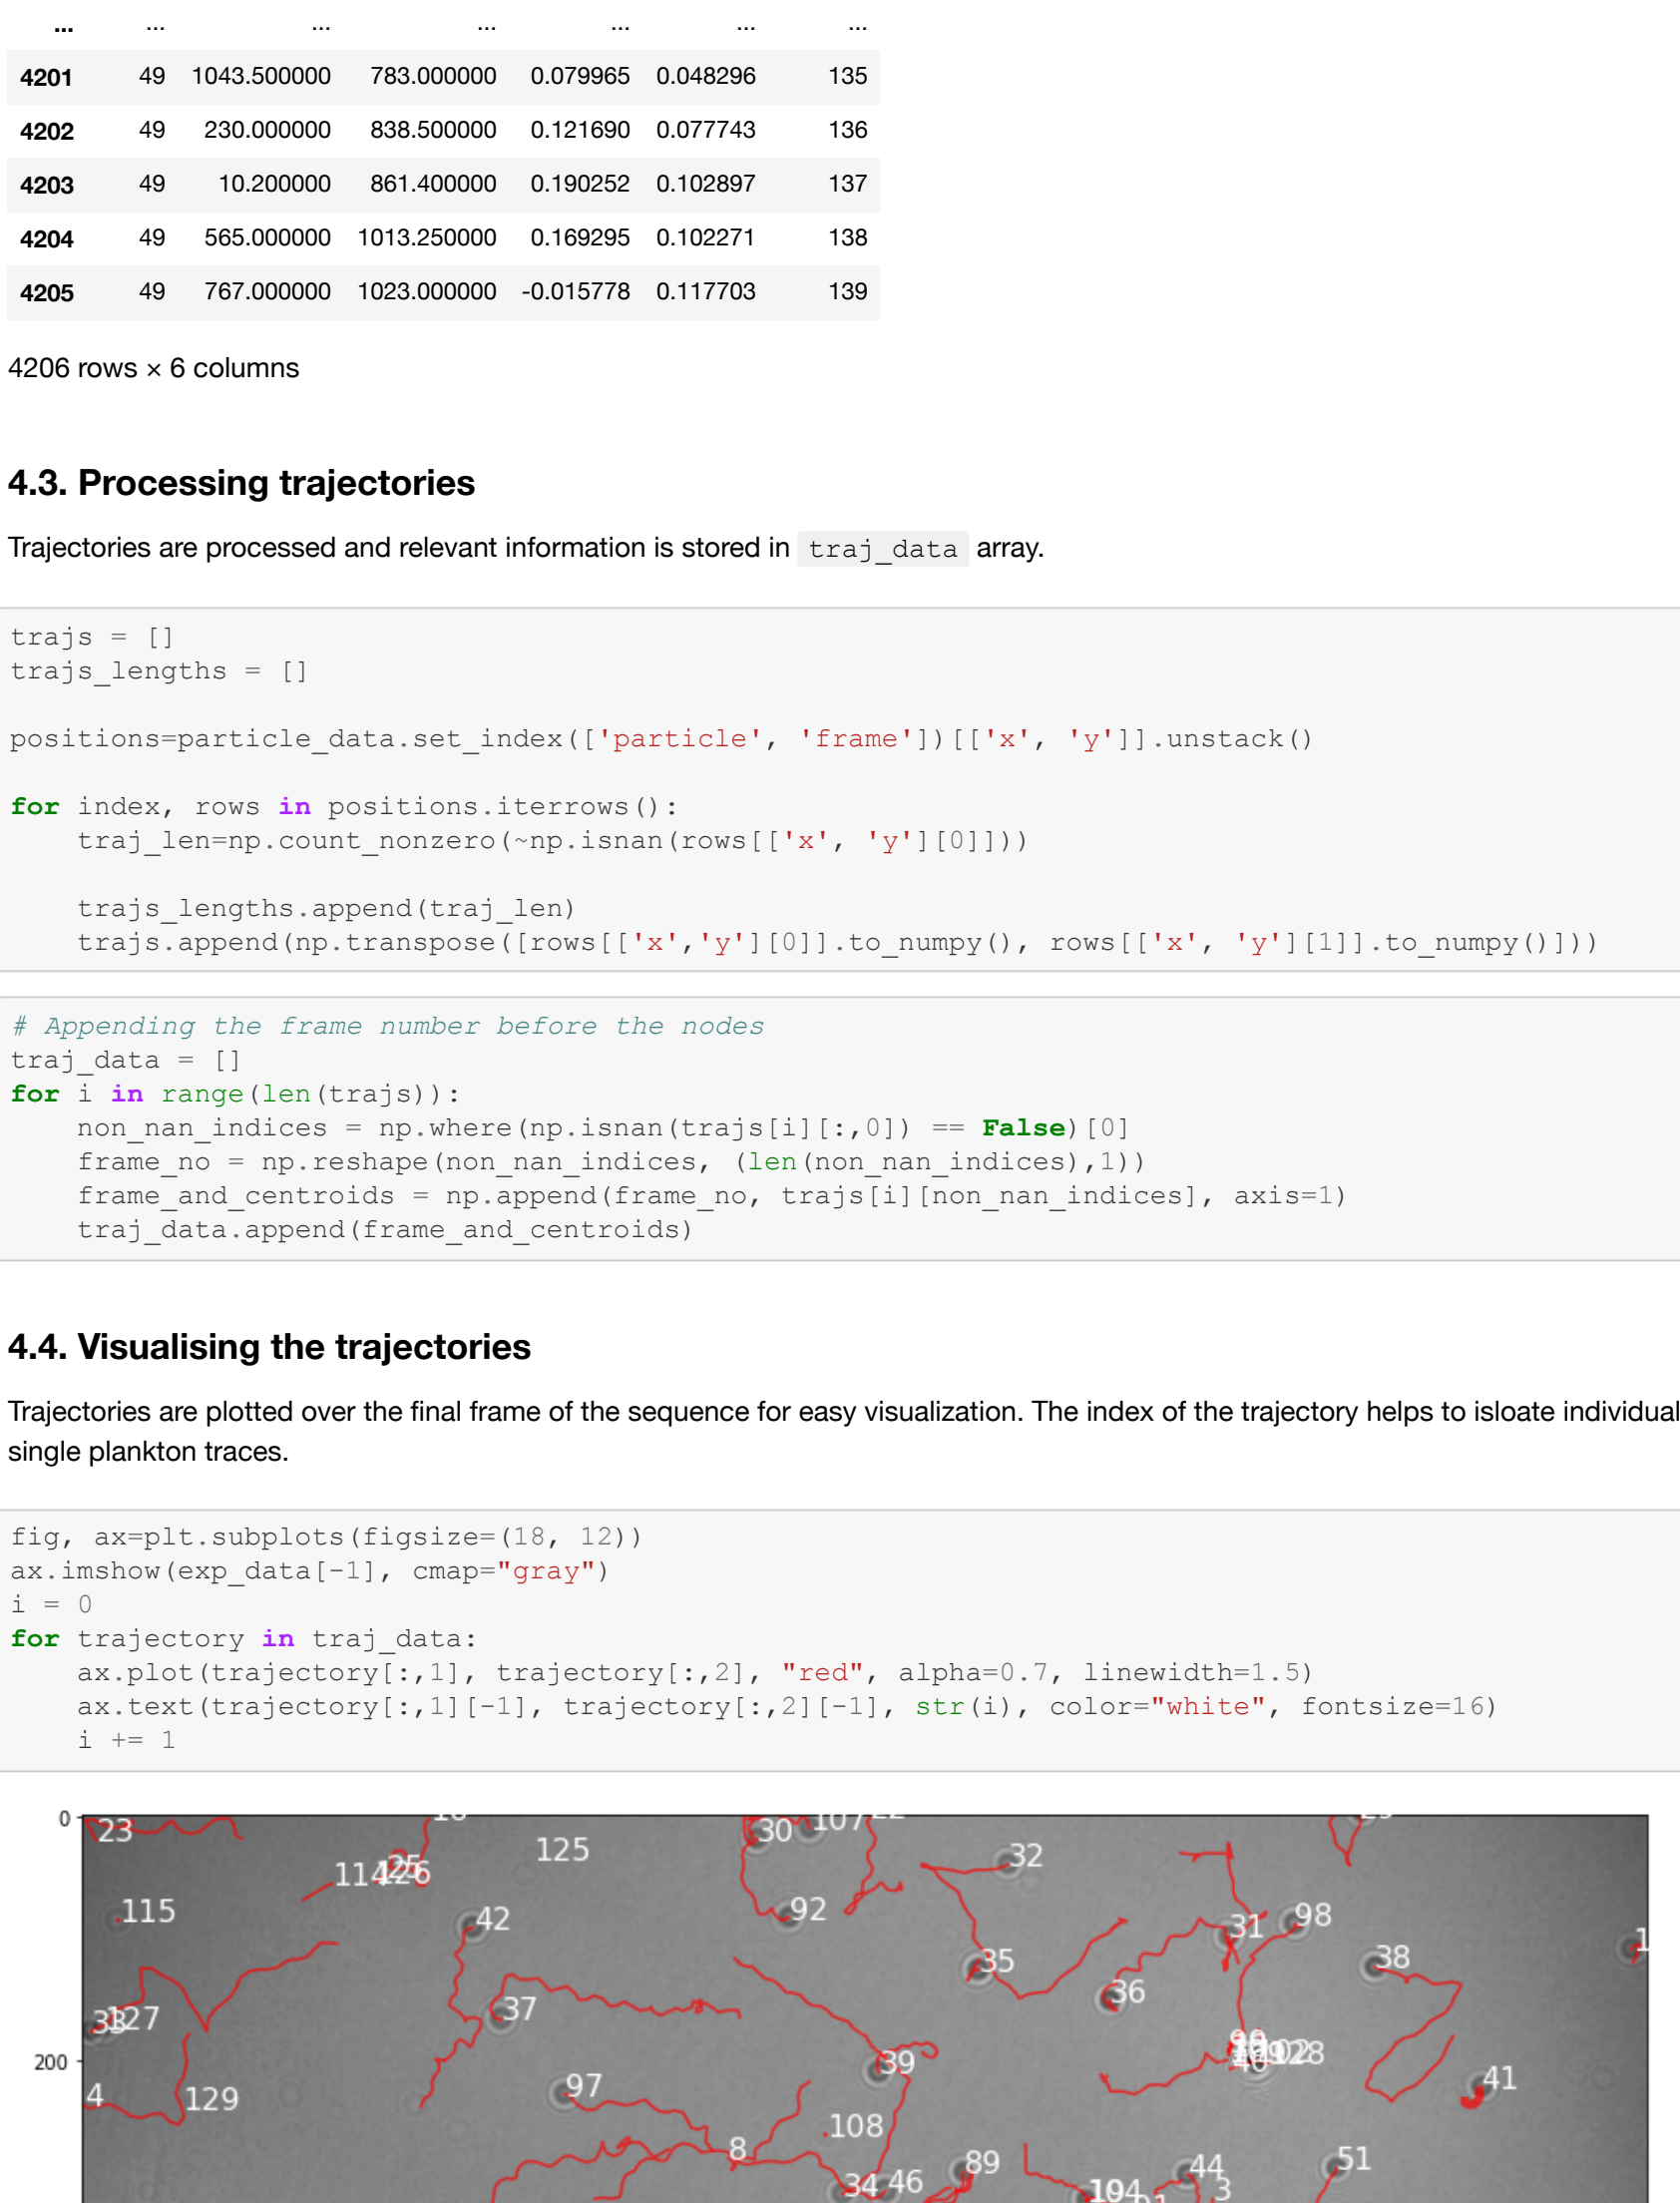 ... ... ... ... ... ... ...
4201 49 1043.500000 783.000000 0.079965 0.048296 135
4202 49 230.000000 838.500000 0.121690 0.077743 136
4203 49 10.200000 861.400000 0.190252 0.102897 137
4204 49 565.000000 1013.250000 0.169295 0.102271 138
4205 49 767.000000 1023.000000 -0.015778 0.117703 139
4206 rows × 6 columns
4.3. Processing trajectories
Trajectories are processed and relevant information is stored in traj_data array.
trajs = []
trajs_lengths = []
positions=particle_data.set_index(['particle', 'frame'])[['x', 'y']].unstack()
for index, rows in positions.iterrows():
    traj_len=np.count_nonzero(~np.isnan(rows[['x', 'y'][0]]))
    trajs_lengths.append(traj_len)
    trajs.append(np.transpose([rows[['x','y'][0]].to_numpy(), rows[['x', 'y'][1]].to_numpy()]))
# Appending the frame number before the nodes
traj_data = []
for i in range(len(trajs)):
    non_nan_indices = np.where(np.isnan(trajs[i][:,0]) == False)[0]
    frame_no = np.reshape(non_nan_indices, (len(non_nan_indices),1))
    frame_and_centroids = np.append(frame_no, trajs[i][non_nan_indices], axis=1)
    traj_data.append(frame_and_centroids)
4.4. Visualising the trajectories
Trajectories are plotted over the final frame of the sequence for easy visualization. The index of the trajectory helps to isloate individual
single plankton traces.
fig, ax=plt.subplots(figsize=(18, 12))
ax.imshow(exp_data[-1], cmap="gray")
i = 0
for trajectory in traj_data:
    ax.plot(trajectory[:,1], trajectory[:,2], "red", alpha=0.7, linewidth=1.5)
    ax.text(trajectory[:,1][-1], trajectory[:,2][-1], str(i), color="white", fontsize=16)
    i += 1
0
23 30 107
125 32
115 42 92 31 98
35 38
36
37
200 39
4 129 97 41
108
8 89 44 51
34 46 3